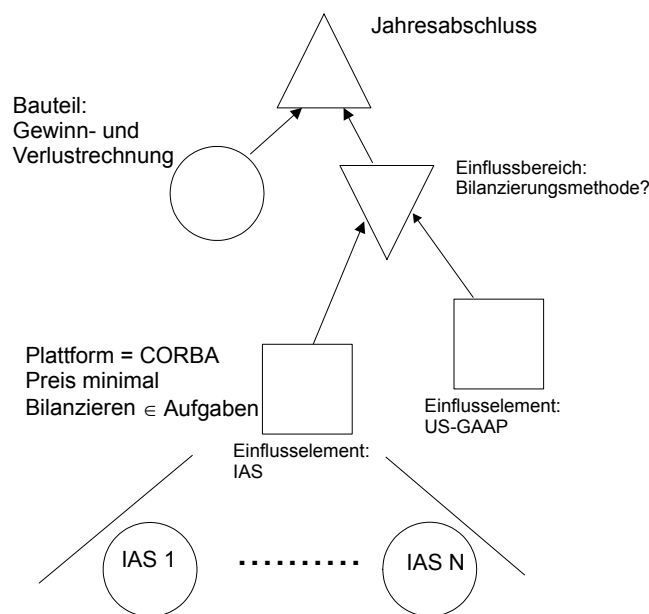 Jahresabschluss
Bauteil:
Gewinn- und
Verlustrechnung
Einflussbereich:
Bilanzierungsmethode?
Plattform = CORBA
Preis minimal
Bilanzieren ∈ Aufgaben
Einflusselement:
US-GAAP
Einflusselement:
IAS
IAS 1
..........
IAS N